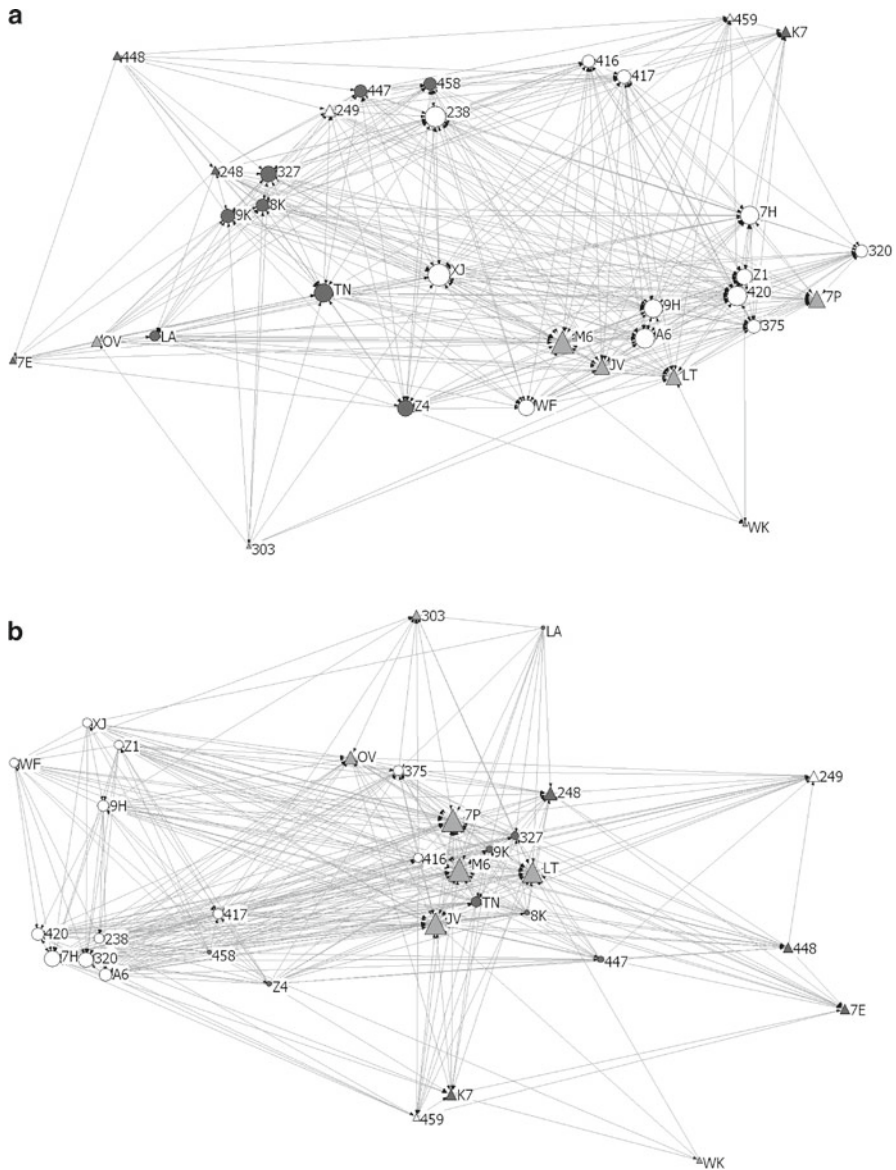 a
459
K7
448
416
417
458
447
249
238
248
327
8K
9K
7H
320
XJ
Z1
TN
420
7P
9H
375
LA
M6
A6
OV
7E
JV
LT
Z4
WF
WK
303
b
303
LA
XJ
Z1
WF
OV
375
249
248
9H
7P
327
9K
416
M6
LT
TN
8K
417
JV
420
238
448
458
7H
320
447
A6
Z4
7E
K7
459
WK